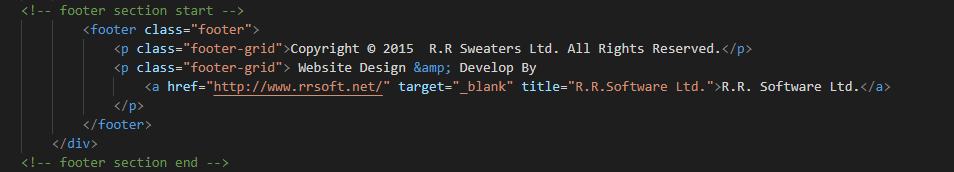 <!-- footer section start -->
<footer class="footer">
<p class="footer-grid">Copyright © 2015  R.R Sweaters Ltd. All Rights Reserved.</p>
<p class="footer-grid"> Website Design &amp; Develop By
<a href="http://www.rrsoft.net/" target="_blank" title="R.R.Software Ltd.">R.R. Software Ltd.</a>
</p>
</footer>
</div>
<!-- footer section end -->